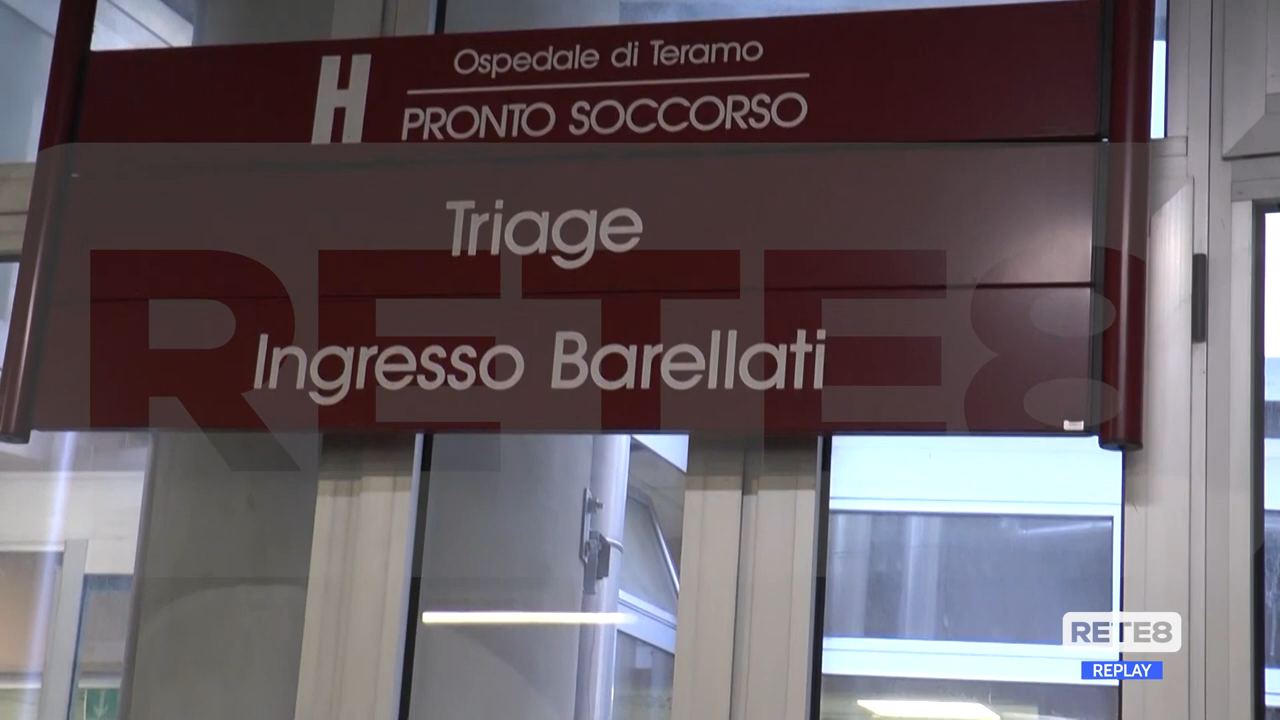 H
Ospedale di Teramo
PRONTO SOCCORSO
Triage
RETE8
Ingresso Barellati
RETE8
REPLAY